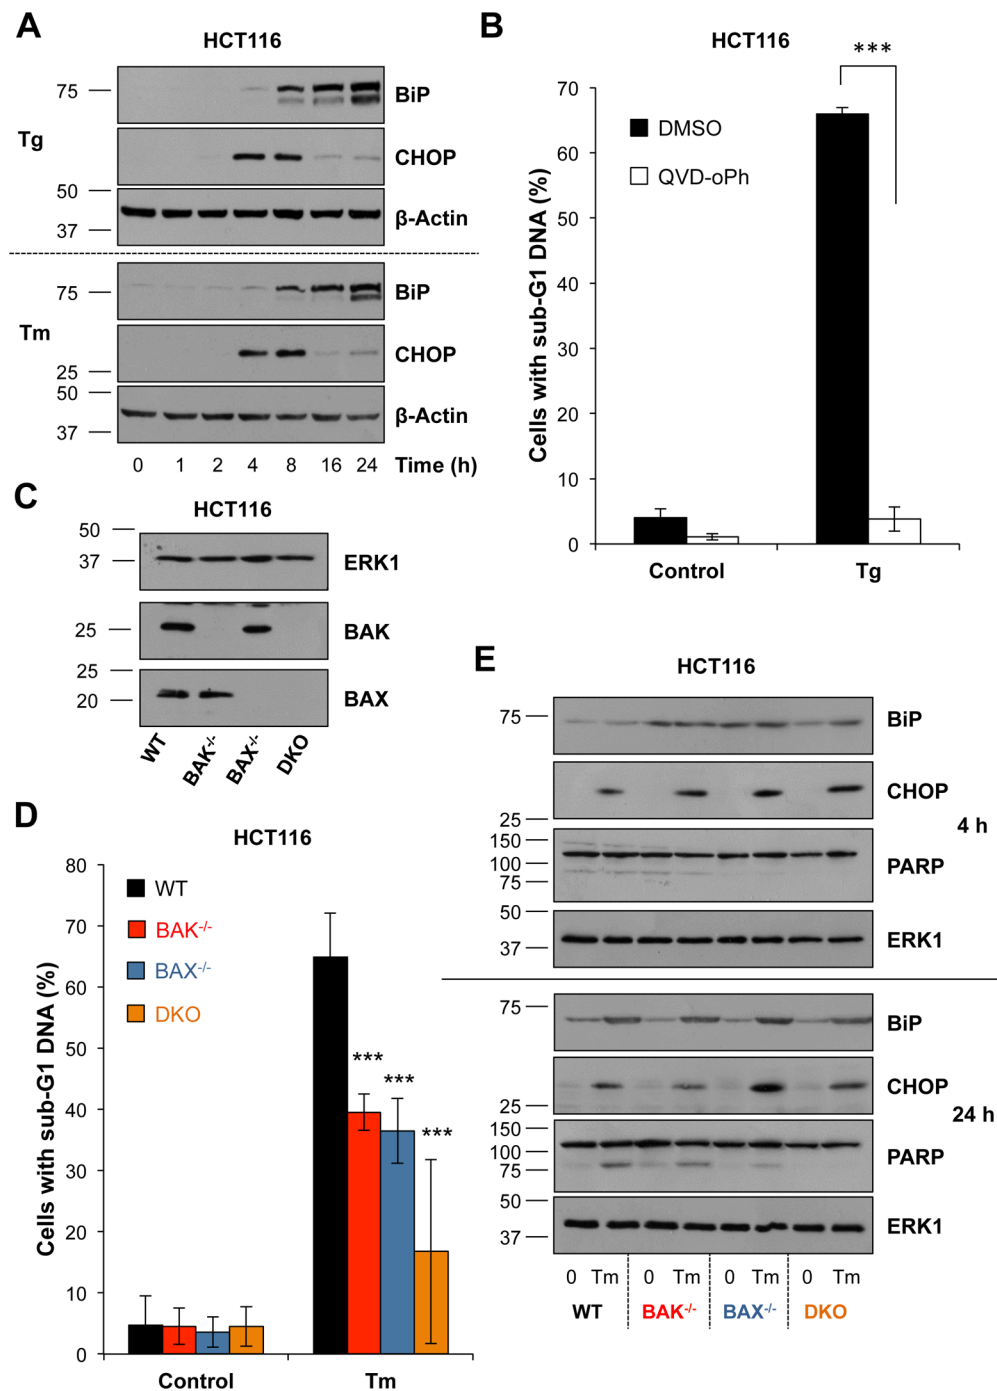 A
HCT116
Tg
75
BiP
CHOP
50
37
β-Actin
Tm
75
BiP
CHOP
25
50
37
β-Actin
0 1 2 4 8 16 24 Time (h)
B
HCT116
***
Cells with sub-G1 DNA (%)
70
60
50
40
30
20
10
0
DMSO
QVD-oPh
Control
Tg
C
HCT116
50
37
ERK1
25
BAK
25
20
BAX
WT
BAK-/-
BAX-/-
DKO
D
HCT116
Cells with sub-G1 DNA (%)
80
70
60
50
40
30
20
10
0
WT
BAK-/-
BAX-/-
DKO
***
***
***
Control
Tm
E
HCT116
75
BiP
CHOP
25
4 h
150
100
75
PARP
50
37
ERK1
75
BiP
CHOP
25
24 h
150
100
75
PARP
50
37
ERK1
0 Tm 0 Tm 0 Tm 0 Tm
WT BAK-/- BAX-/- DKO